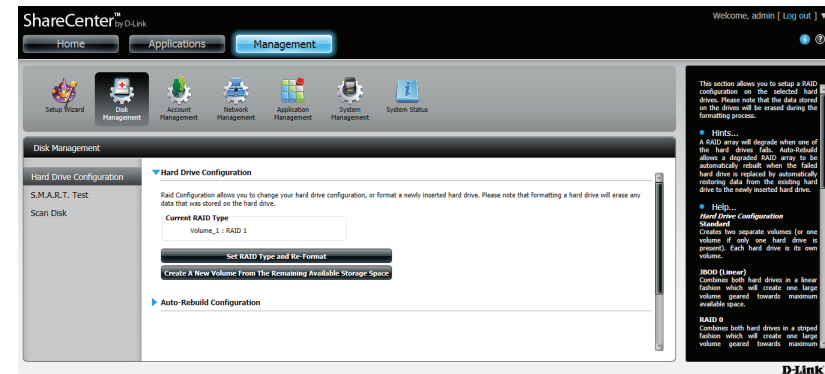 ShareCenter™ by D-Link
Welcome, admin [ Log out ]
Home
Applications
Management
Setup Wizard
Disk
Management
Account
Management
Network
Management
Application
Management
System
Management
System Status
Disk Management
Hard Drive Configuration
S.M.A.R.T. Test
Scan Disk
Hard Drive Configuration
Raid Configuration allows you to change your hard drive configuration, or format a newly inserted hard drive. Please note that formatting a hard drive will erase any
data that was stored on the hard drive.
Current RAID Type
Volume_1 : RAID 1
Set RAID Type and Re-Format
Create A New Volume From The Remaining Available Storage Space
Auto-Rebuild Configuration
This section allows you to setup a RAID
configuration on the selected hard
drives. Please note that the data stored
on the drives will be erased during the
formatting process.
Hints...
A RAID array will degrade when one of
the hard drives fails. Auto-Rebuild
allows a degraded RAID array to be
automatically rebuilt when the failed
hard drive is replaced by automatically
restoring data from the existing hard
drive to the newly inserted hard drive.
Help...
Hard Drive Configuration
Standard
Creates two separate volumes (or one
volume if only one hard drive is
present). Each hard drive is its own
volume.
JBOD (Linear)
Combines both hard drives in a linear
fashion which will create one large
volume geared towards maximum
available space.
RAID 0
Combines both hard drives in a striped
fashion which will create one large
volume geared towards maximum
D-Link